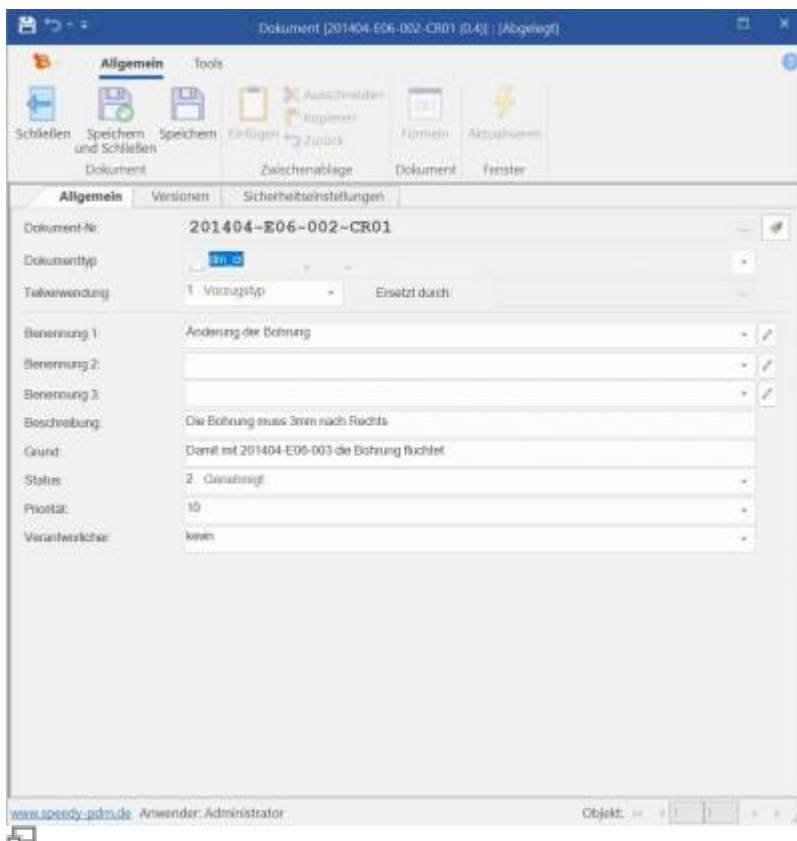 Dokument [201404-E06-002-CR01 (0,4)] : [Abgelegt]
Allgemein Tools
Schließen Speichern und Schließen Speichern Einfügen Ausschneiden Kopieren Zurück Formeln Aktualisieren
Dokument Zwischenablage Dokument Fenster
Allgemein Versionen Sicherheitseinstellungen
Dokument-Nr. 201404-E06-002-CR01
Dokumenttyp
Teilverwendung 1 Vorzugstyp Ersetzt durch
Benennung 1: Änderung der Bohrung
Benennung 2:
Benennung 3:
Beschreibung: Die Bohrung muss 3mm nach Rechts
Grund: Damit mit 201404-E06-003 die Bohrung fluchtet
Status: 2 Genehmigt
Priorität: 10
Verantwortlicher kevin
www.speedy-pdm.de Anwender: Administrator Objekt: 1 1